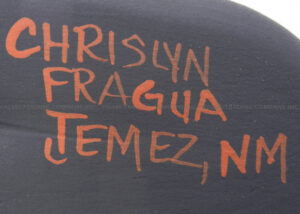 CHRISLYN
FRAGUA
JEMEZ, NM